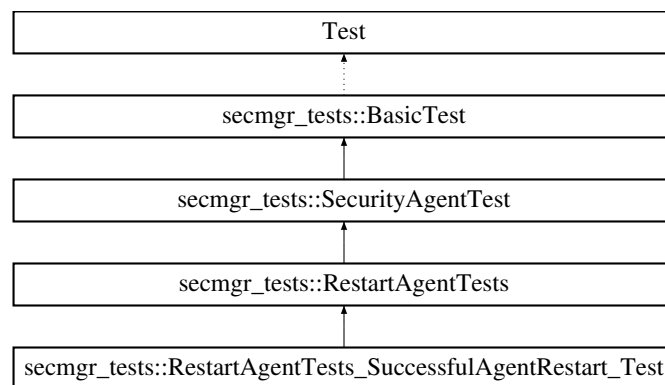 Test
secmgr_tests::BasicTest
secmgr_tests::SecurityAgentTest
secmgr_tests::RestartAgentTests
secmgr_tests::RestartAgentTests_SuccessfulAgentRestart_Test